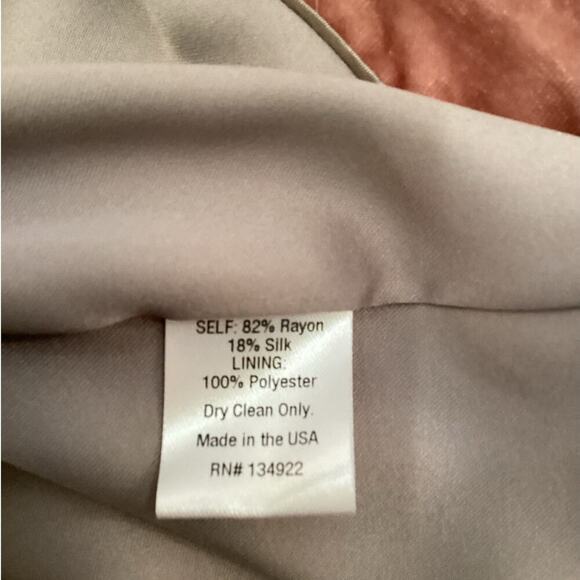 SELF: 82% Rayon
18% Silk
LINING:
100% Polyester
Dry Clean Only.
Made in the USA
RN# 134922